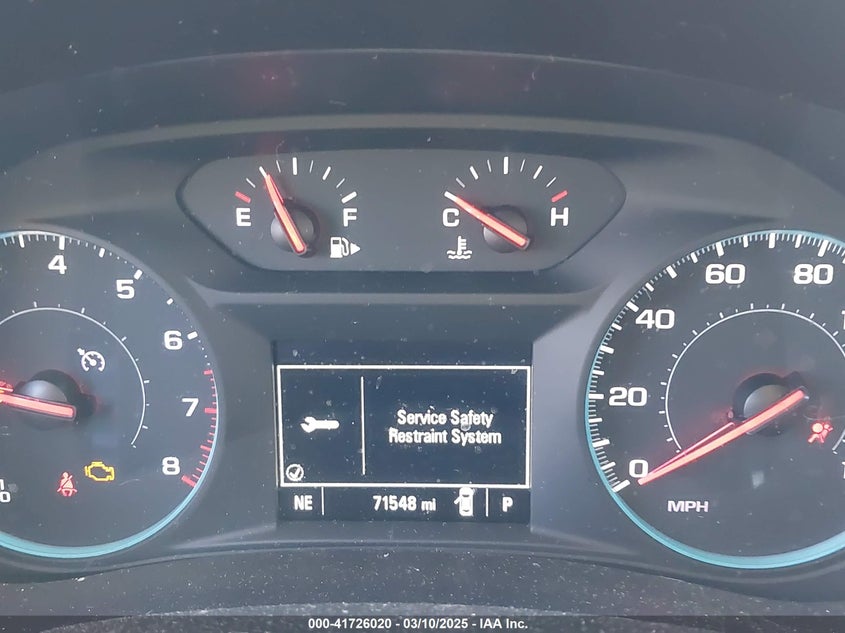 E F
C H
4
5
6
7
8
0
20
40
60
80
MPH
Service Safety
Restraint System
NE 71548 mi P
000-41726020 - 03/10/2025 - IAA Inc.